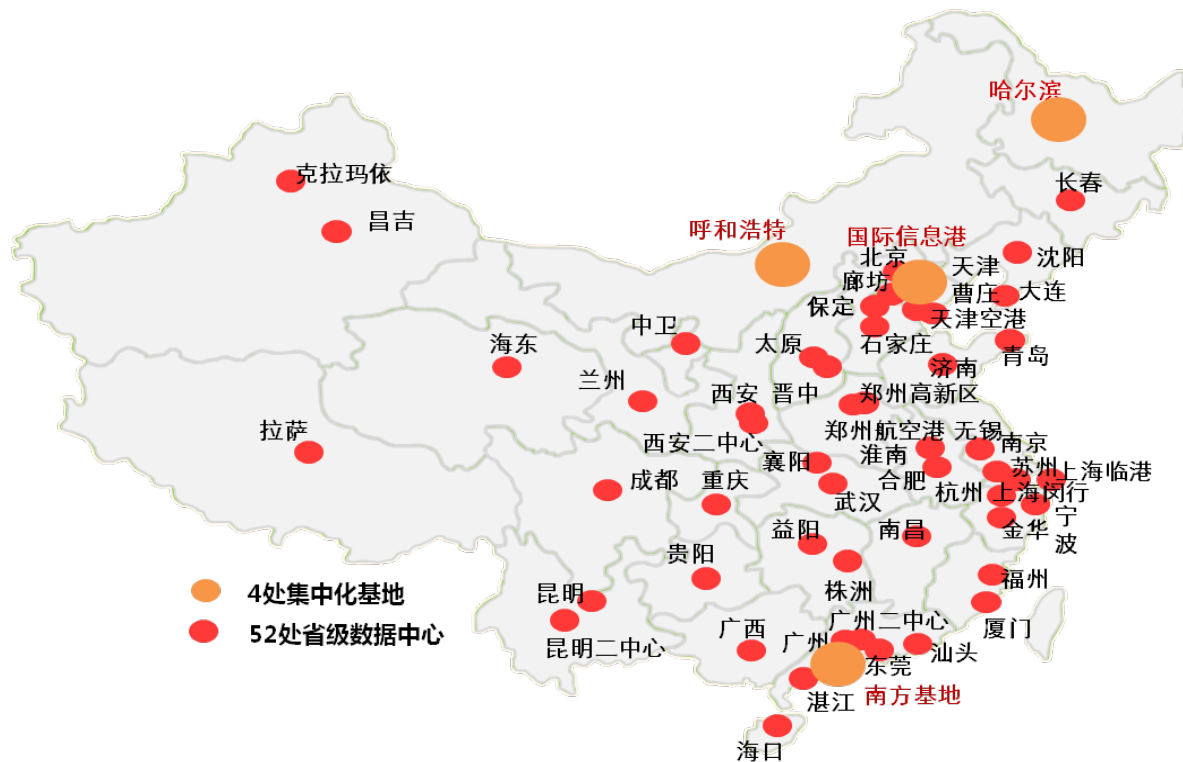 哈尔滨
克拉玛依
长春
昌吉
呼和浩特
国际信息港
北京
沈阳
天津
廊坊
曹庄
大连
保定
天津空港
中卫
太原
石家庄
海东
青岛
济南
兰州
西安
晋中
郑州高新区
拉萨
郑州航空港
无锡
南京
西安二中心
淮南
襄阳
苏州
上海临港
成都
重庆
合肥
杭州
上海闵行
武汉
宁波
金华
益阳
南昌
贵阳
福州
株洲
4处集中化基地
昆明
广州二中心
厦门
52处省级数据中心
广西
广州
昆明二中心
东莞
汕头
湛江
南方基地
海口